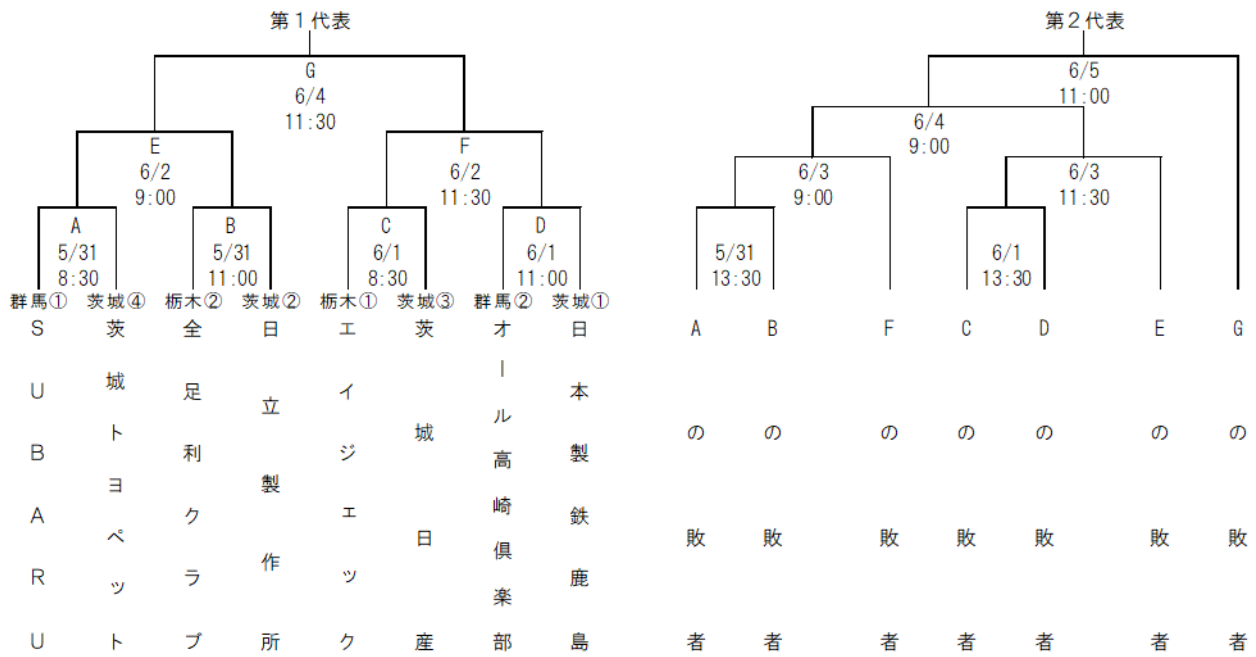 第１代表
G
6/4
11:30
E
6/2
9:00
F
6/2
11:30
A
5/31
8:30
B
5/31
11:00
C
6/1
8:30
D
6/1
11:00
群馬①
茨城④
栃木②
茨城②
栃木①
茨城③
群馬②
茨城①
ＳＵＢＡＲＵ
茨城トヨペット
全足利クラブ
日立製作所
エイジェック
茨城日産
オール高崎倶楽部
日本製鉄鹿島
第２代表
6/5
11:00
6/4
9:00
6/3
9:00
6/3
11:30
5/31
13:30
6/1
13:30
Aの敗者
Bの敗者
Fの敗者
Cの敗者
Dの敗者
Eの敗者
Gの敗者